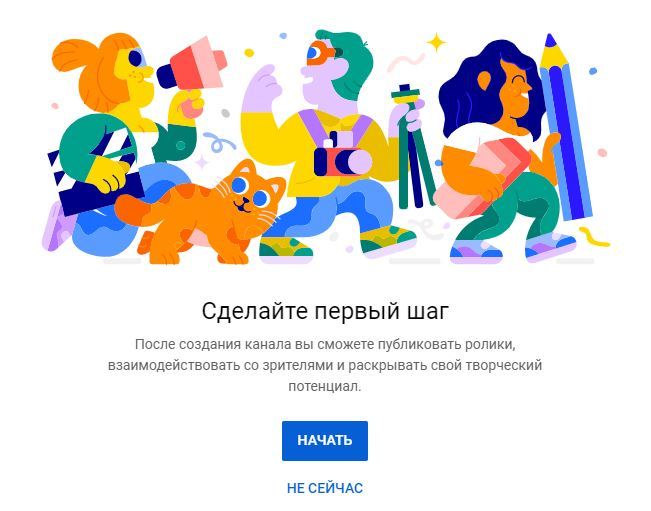 Сделайте первый шаг
После создания канала вы сможете публиковать ролики,
взаимодействовать со зрителями и раскрывать свой творческий
потенциал.
НАЧАТЬ
НЕ СЕЙЧАС